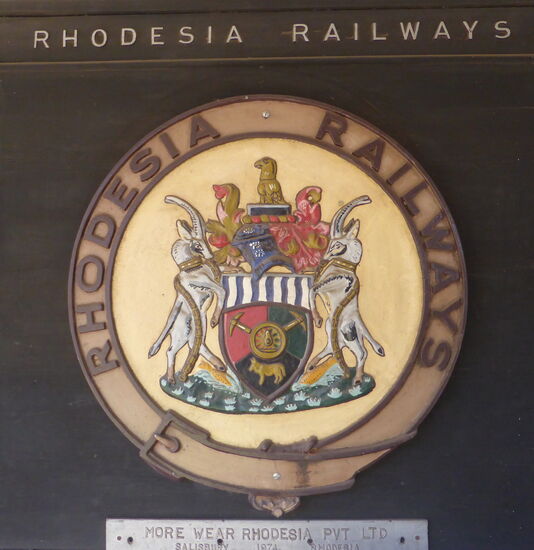 RHODESIA RAILWAYS
RHODESIA RAILWAYS
MORE WEAR RHODESIA PVT LTD
SALISBURY 1974 RHODESIA